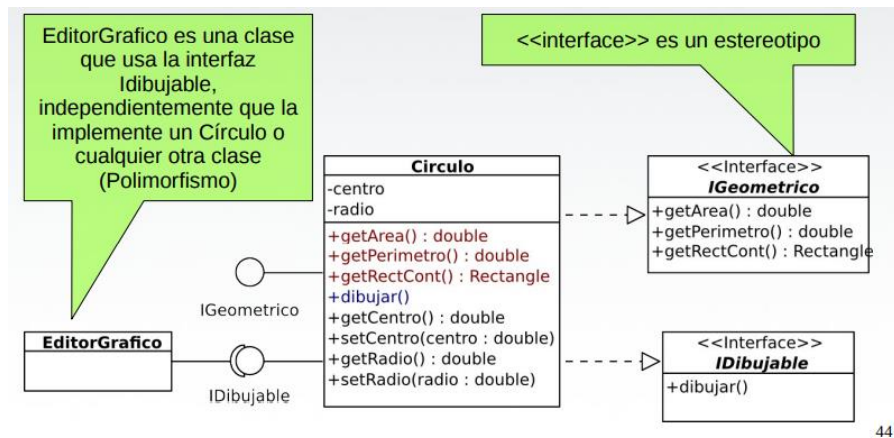 EditorGrafico es una clase
que usa la interfaz
Idibujable,
independientemente que la
implemente un Círculo o
cualquier otra clase
(Polimorfismo)
<<interface>> es un estereotipo
Circulo
-centro
-radio
+getArea() : double
+getPerimetro() : double
+getRectCont() : Rectangle
+dibujar()
+getCentro() : double
+setCentro(centro : double)
+getRadio() : double
+setRadio(radio : double)
<<Interface>>
IGeometrico
+getArea() : double
+getPerimetro() : double
+getRectCont() : Rectangle
IGeometrico
EditorGrafico
IDibujable
<<Interface>>
IDibujable
+dibujar()
44